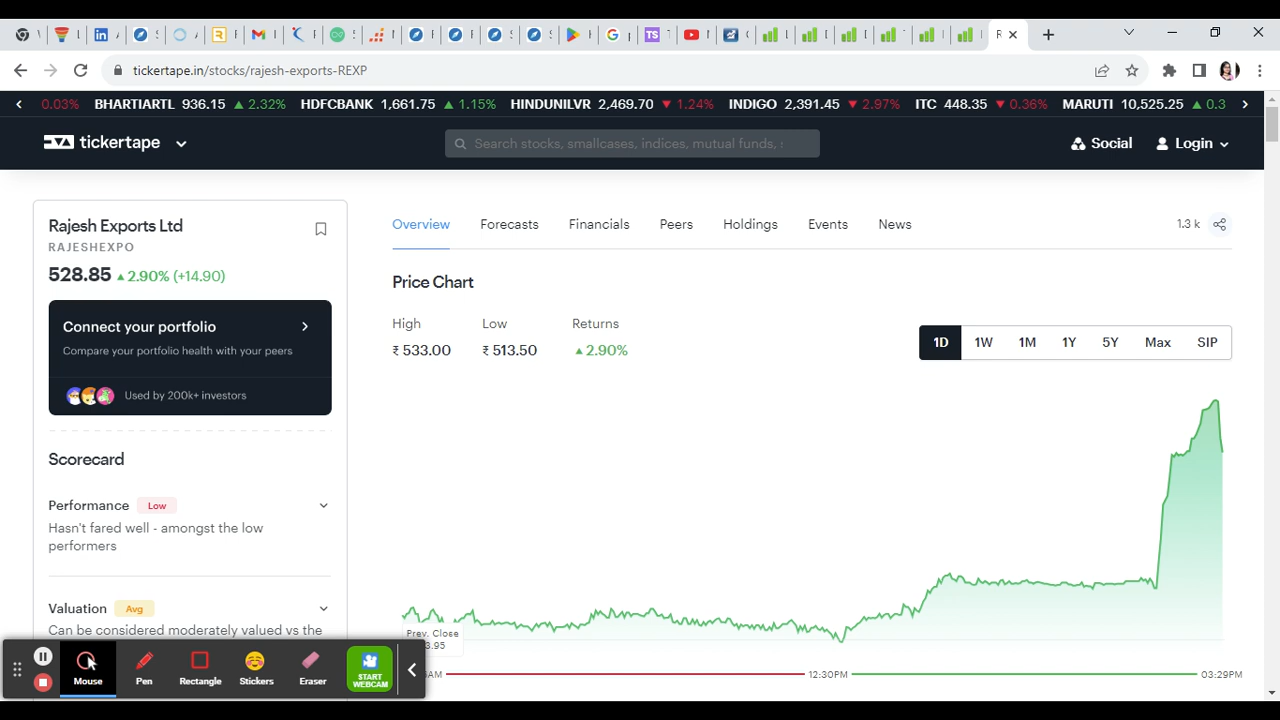 tickertape.in/stocks/rajesh-exports-REXP
0.03% BHARTIARTL 936.15 ▲ 2.32% HDFCBANK 1,661.75 ▲ 1.15% HINDUNILVR 2,469.70 ▼ 1.24% INDIGO 2,391.45 ▼ 2.97% ITC 448.35 ▼ 0.36% MARUTI 10,525.25 ▲ 0.3
tickertape
Search stocks, smallcases, indices, mutual funds,
Social
Login
Rajesh Exports Ltd
RAJESHEXPO
528.85 ▲ 2.90% (+14.90)
Connect your portfolio
Compare your portfolio health with your peers
Used by 200k+ investors
Scorecard
Performance Low
Hasn't fared well - amongst the low
performers
Valuation Avg
Can be considered moderately valued vs the
Overview Forecasts Financials Peers Holdings Events News
1.3 k
Price Chart
High Low Returns
₹ 533.00 ₹ 513.50 ▲ 2.90%
1D 1W 1M 1Y 5Y Max SIP
Prev. Close
3.95
AM 12:30PM 03:29PM
Mouse Pen Rectangle Stickers Eraser START
WEBCAM